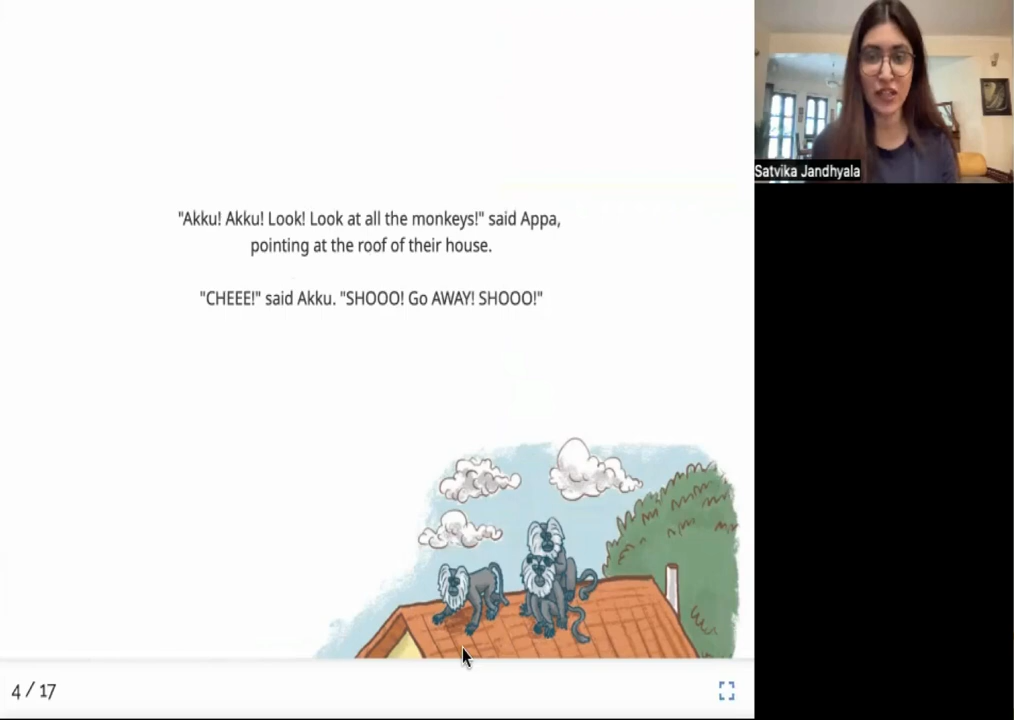 "Akku! Akku! Look! Look at all the monkeys!" said Appa,
pointing at the roof of their house.
"CHEEE!" said Akku. "SHOOO! Go AWAY! SHOOO!"
Satvika Jandhyala
4 / 17